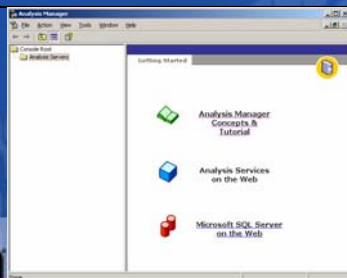 Analysis Manager
File Action View Tools Window Help
Console Root
Analysis Servers
Getting Started
Analysis Manager
Concepts &
Tutorial
Analysis Services
on the Web
Microsoft SQL Server
on the Web
Done